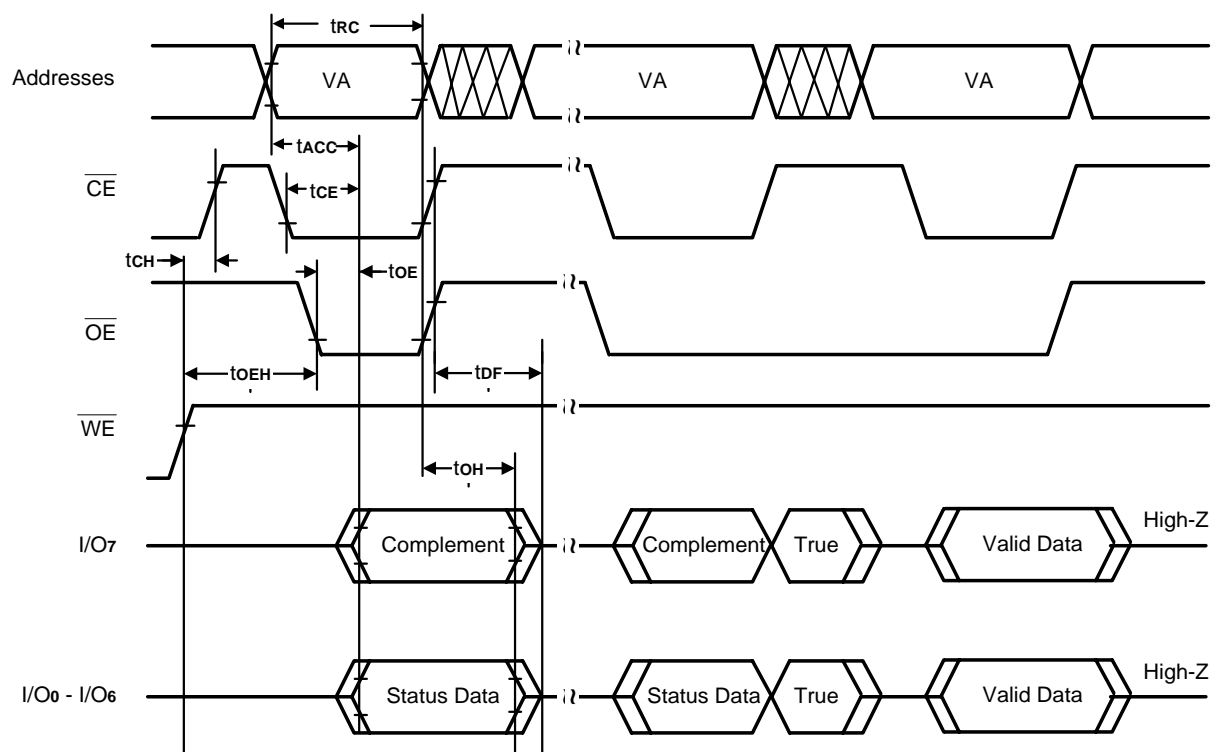 tRC
Addresses VA VA VA
tACC
CE
tCE
tCH
tOE
OE
tOEH
tDF
WE
tOH
I/O7 Complement Complement True Valid Data High-Z
I/O0 - I/O6 Status Data Status Data True Valid Data High-Z